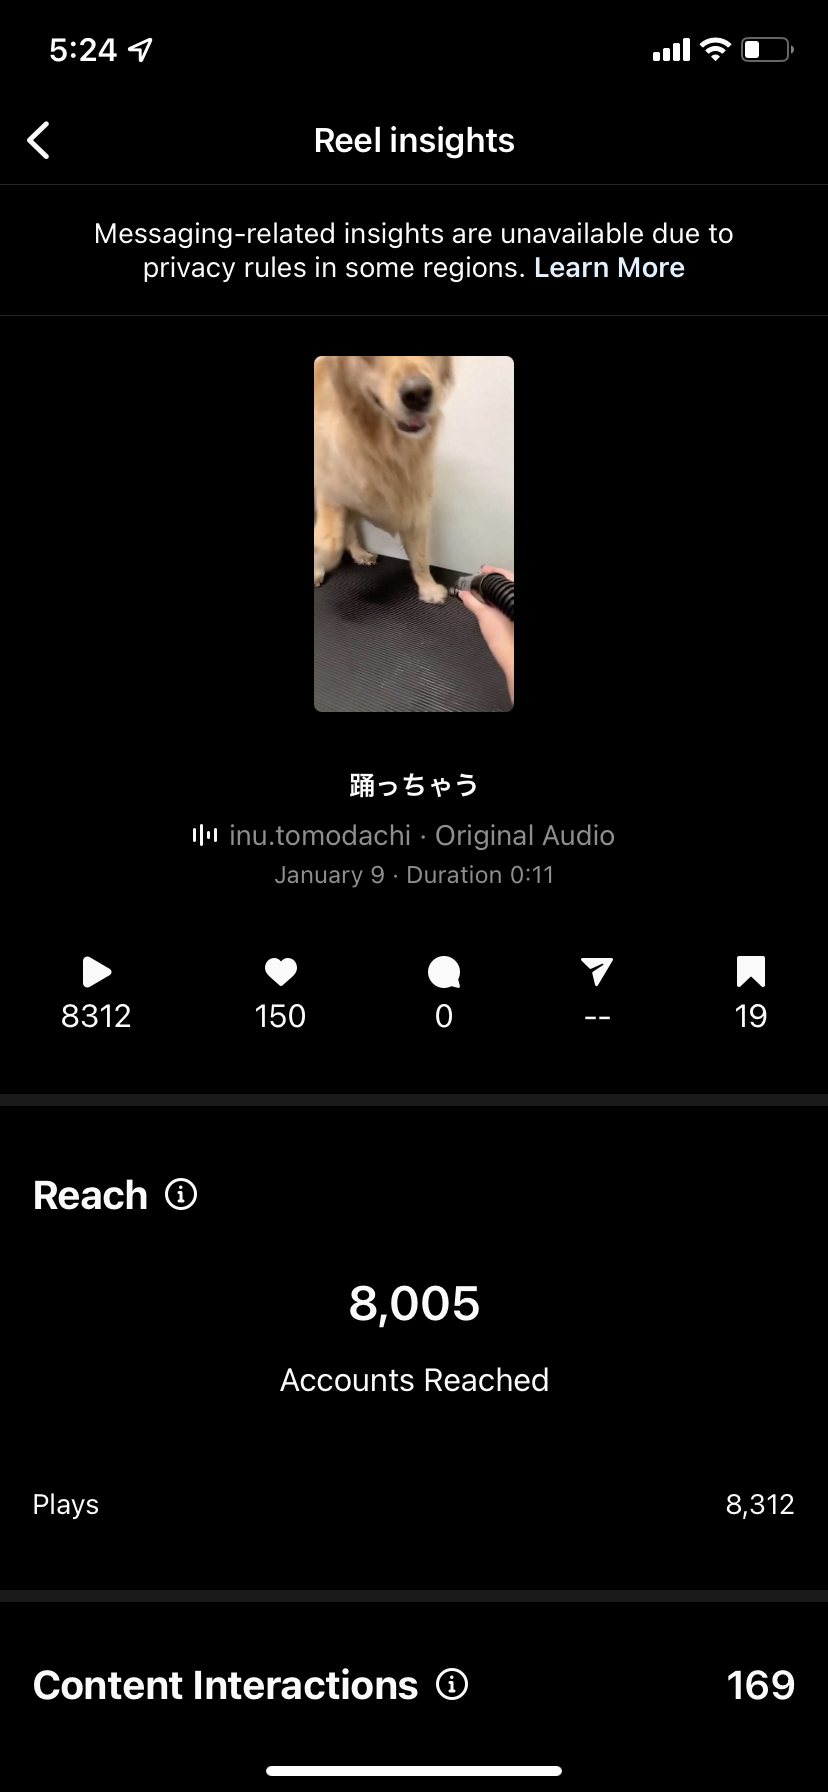 5:24
Reel insights
Messaging-related insights are unavailable due to
privacy rules in some regions. Learn More
踊っちゃう
inu.tomodachi · Original Audio
January 9 · Duration 0:11
8312 150 0 -- 19
Reach
8,005
Accounts Reached
Plays 8,312
Content Interactions 169